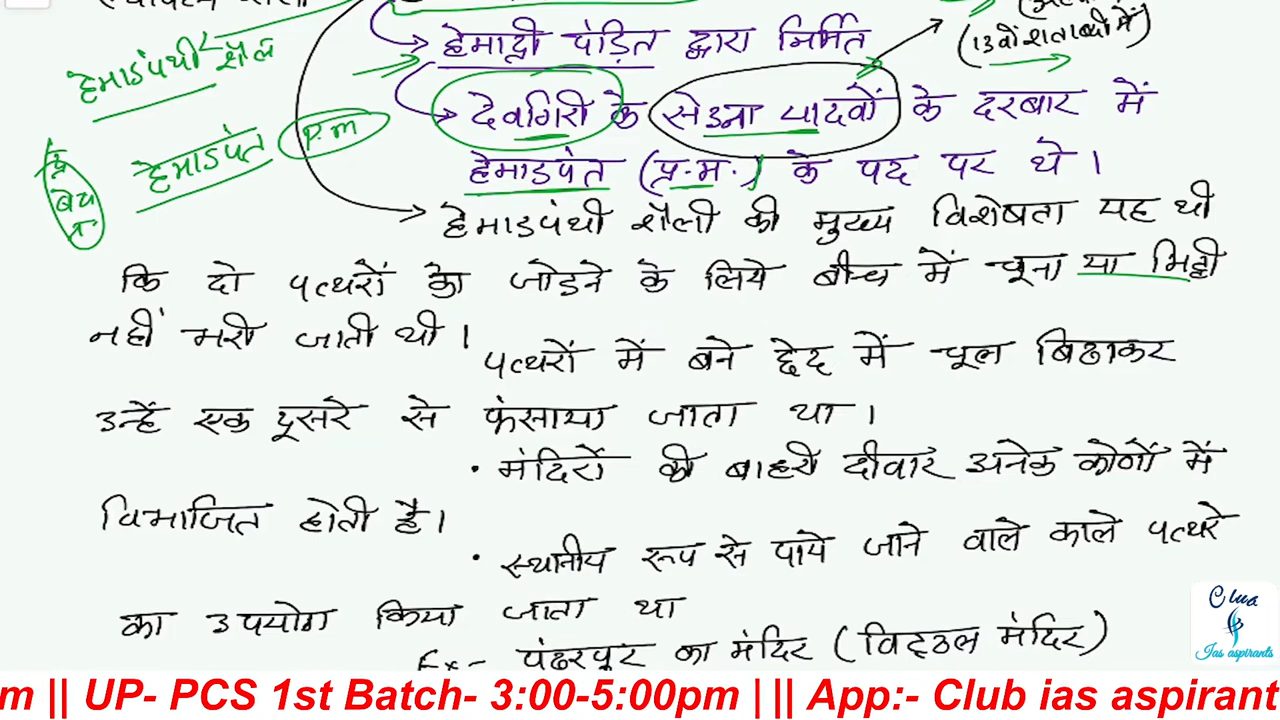 हेमाद्री पंड़ित द्वारा निर्मित
(13वीं शताब्दी में)
हेमाडपंथी शैली
देवगिरी के सेउना यादवों के दरबार में
हेमाडपंत P.m
हेमाडपंत (प्र.म.) के पद पर थे।
हेमाडपंथी शैली की मुख्य विशेषता यह थी
कि दो पत्थरों को जोडने के लिये बीच में चूना या मिट्टी
नहीं भरी जाती थी।
पत्थरों में बने छेद में चूल बिठाकर
उन्हें एक दूसरे से फंसाया जाता था।
• मंदिरों की बाहरी दीवार अनेक कोणों में
विभाजित होती है।
• स्थानीय रूप से पाये जाने वाले काले पत्थरे
का उपयोग किया जाता था
Ex- पंढरपूर का मंदिर (विट्ठल मंदिर)
Club
Ias aspirants
m || UP- PCS 1st Batch- 3:00-5:00pm | || App:- Club ias aspirant